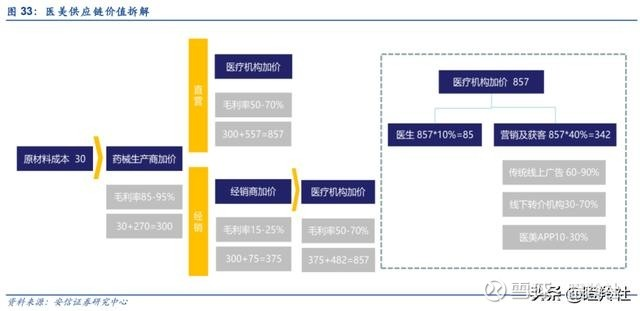 图 33：医美供应链价值拆解
原材料成本 30
药械生产商加价
毛利率85-95%
30+270=300
直营
医疗机构加价
毛利率50-70%
300+557=857
经销
经销商加价
毛利率15-25%
300+75=375
医疗机构加价
毛利率50-70%
375+482=857
医疗机构加价 857
医生 857*10%=85
营销及获客 857*40%=342
传统线上广告 60-90%
线下转介机构30-70%
医美APP10-30%
资料来源：安信证券研究中心
头条@瞪羚社